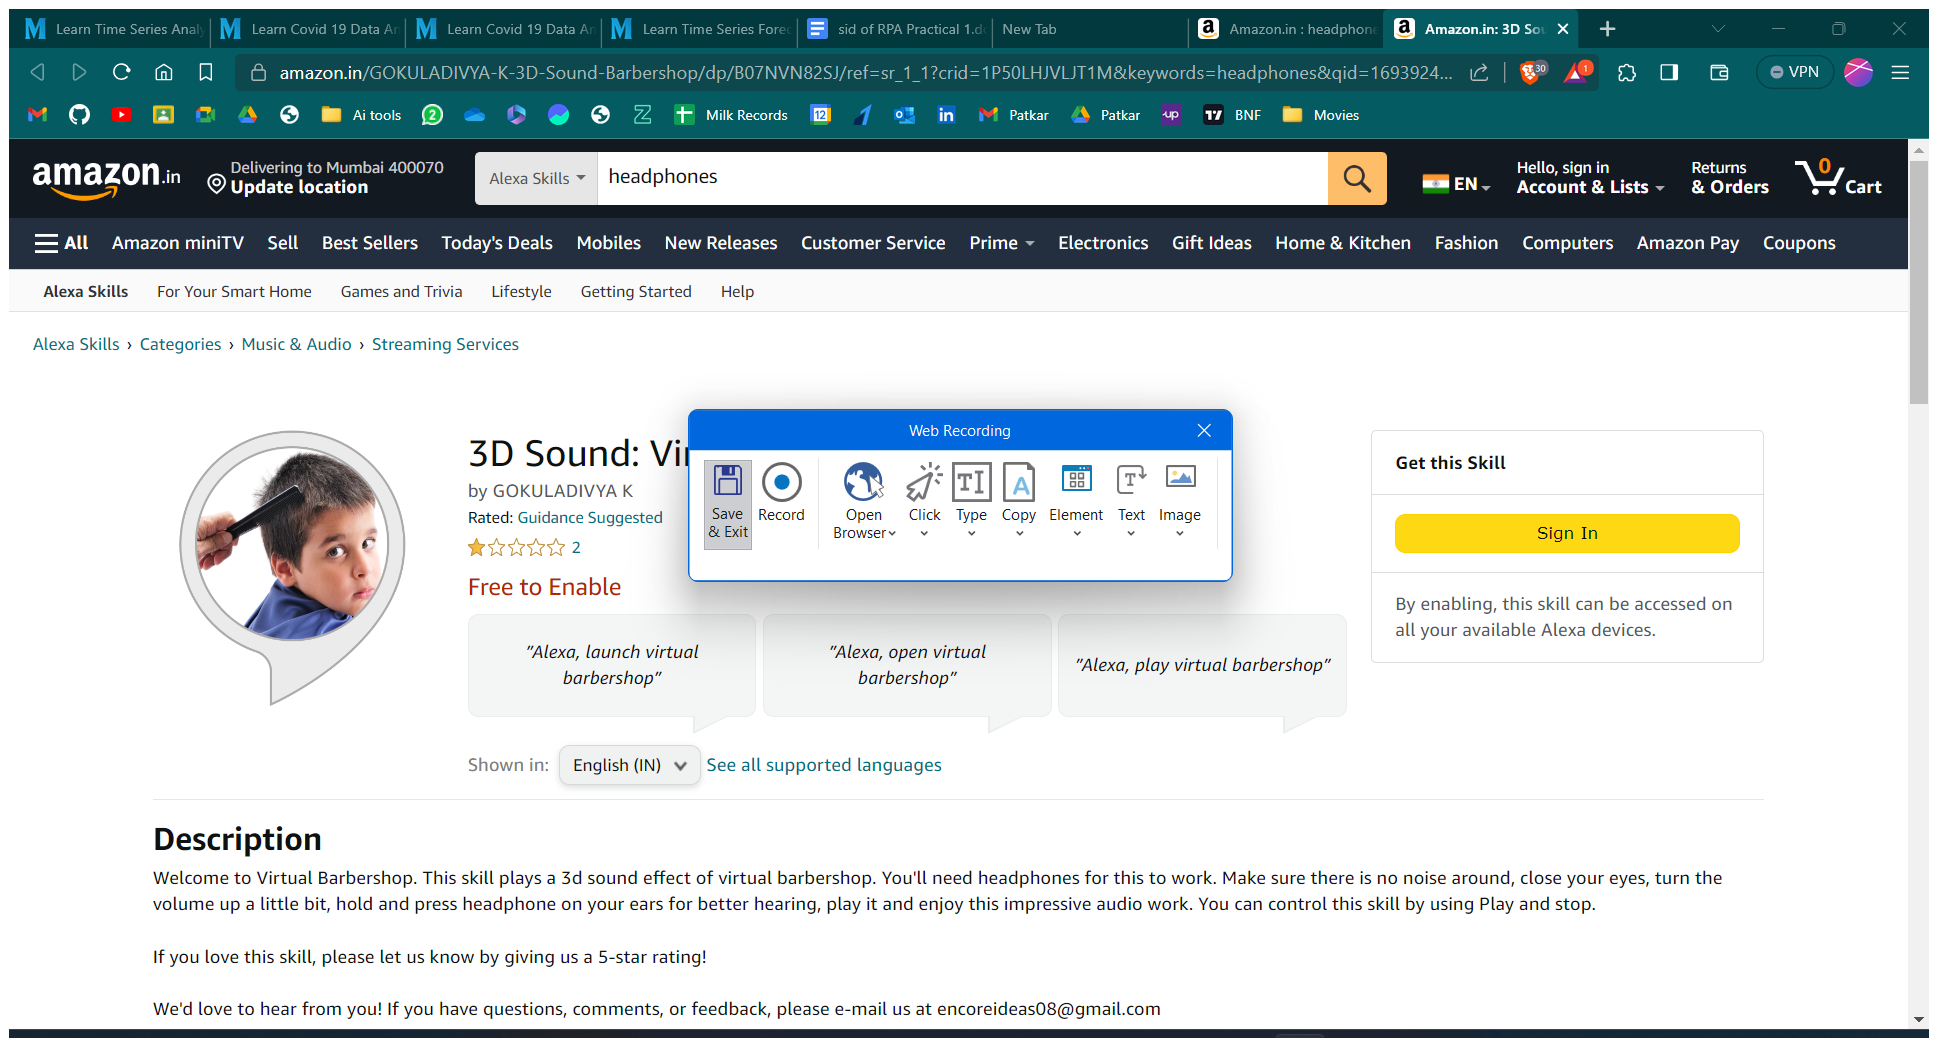 Learn Time Series Anal
Learn Covid 19 Data An
Learn Covid 19 Data An
Learn Time Series Fore
sid of RPA Practical 1.do
New Tab
Amazon.in : headphone
Amazon.in: 3D Sou
amazon.in/GOKULADIVYA-K-3D-Sound-Barbershop/dp/B07NVN82SJ/ref=sr_1_1?crid=1P50LHJVLJT1M&keywords=headphones&qid=1693924...
30
1
VPN
Ai tools
2
Milk Records
12
Patkar
Patkar
up
BNF
Movies
amazon.in
Delivering to Mumbai 400070
Update location
Alexa Skills
headphones
EN
Hello, sign in
Account & Lists
Returns
& Orders
0
Cart
All
Amazon miniTV
Sell
Best Sellers
Today's Deals
Mobiles
New Releases
Customer Service
Prime
Electronics
Gift Ideas
Home & Kitchen
Fashion
Computers
Amazon Pay
Coupons
Alexa Skills
For Your Smart Home
Games and Trivia
Lifestyle
Getting Started
Help
Alexa Skills › Categories › Music & Audio › Streaming Services
3D Sound: Vir
by GOKULADIVYA K
Rated: Guidance Suggested
2
Free to Enable
Web Recording
Save
& Exit
Record
Open
Browser
Click
Type
Copy
Element
Text
Image
"Alexa, launch virtual
barbershop"
"Alexa, open virtual
barbershop"
"Alexa, play virtual barbershop"
Get this Skill
Sign In
By enabling, this skill can be accessed on
all your available Alexa devices.
Shown in:
English (IN)
See all supported languages
Description
Welcome to Virtual Barbershop. This skill plays a 3d sound effect of virtual barbershop. You'll need headphones for this to work. Make sure there is no noise around, close your eyes, turn the
volume up a little bit, hold and press headphone on your ears for better hearing, play it and enjoy this impressive audio work. You can control this skill by using Play and stop.
If you love this skill, please let us know by giving us a 5-star rating!
We'd love to hear from you! If you have questions, comments, or feedback, please e-mail us at encoreideas08@gmail.com